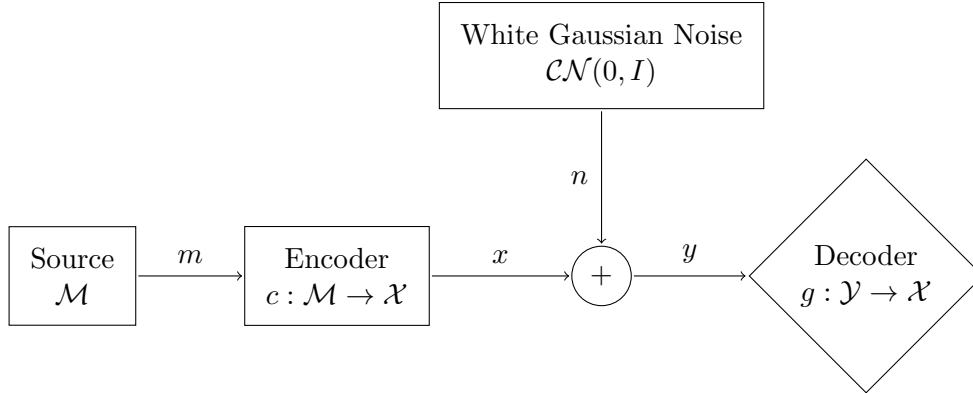 White Gaussian Noise
𝒞𝒩(0, I)
n
Source
ℳ
m
Encoder
c : ℳ → 𝒳
x
+
y
Decoder
g : 𝒴 → 𝒳